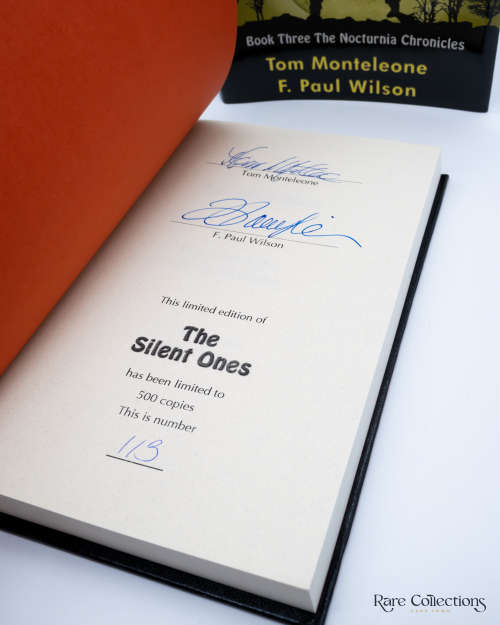 Book Three The Nocturnia Chronicles
Tom Monteleone
F. Paul Wilson
Tom Monteleone
F. Paul Wilson
This limited edition of
The
Silent Ones
has been limited to
500 copies
This is number
113
Rare Collections